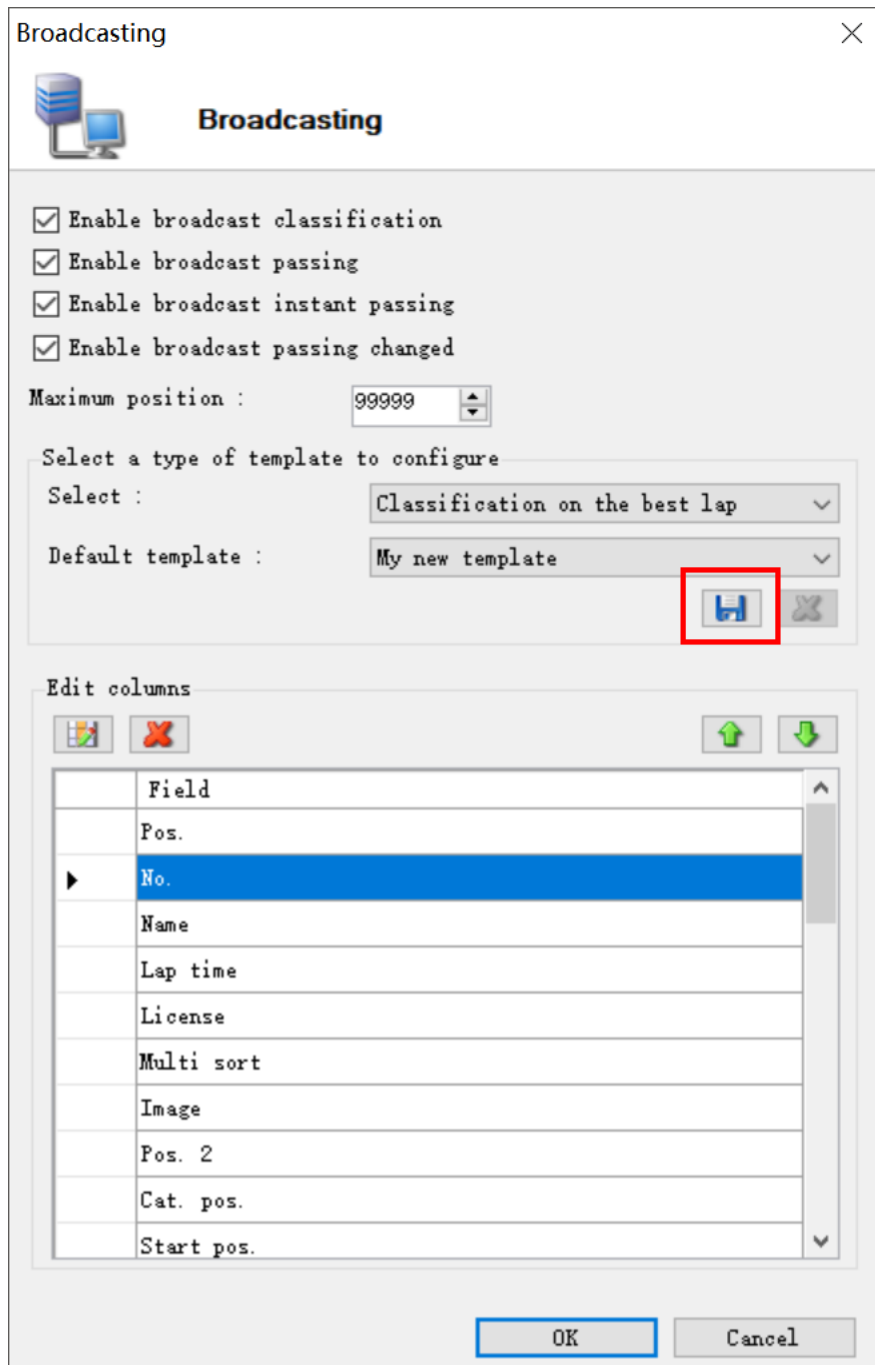 Broadcasting
Broadcasting
Enable broadcast classification
Enable broadcast passing
Enable broadcast instant passing
Enable broadcast passing changed
Maximum position : 99999
Select a type of template to configure
Select : Classification on the best lap
Default template : My new template
Edit columns
Field
Pos.
No.
Name
Lap time
License
Multi sort
Image
Pos. 2
Cat. pos.
Start pos.
OK Cancel